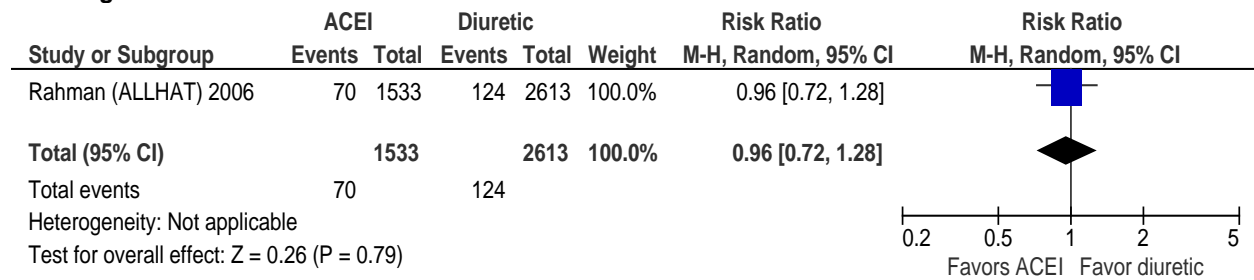 ACEI Diuretic Risk Ratio Risk Ratio
Study or Subgroup Events Total Events Total Weight M-H, Random, 95% CI M-H, Random, 95% CI
Rahman (ALLHAT) 2006 70 1533 124 2613 100.0% 0.96 [0.72, 1.28]
Total (95% CI) 1533 2613 100.0% 0.96 [0.72, 1.28]
Total events 70 124
Heterogeneity: Not applicable
Test for overall effect: Z = 0.26 (P = 0.79)
0.2 0.5 1 2 5
Favors ACEI Favor diuretic